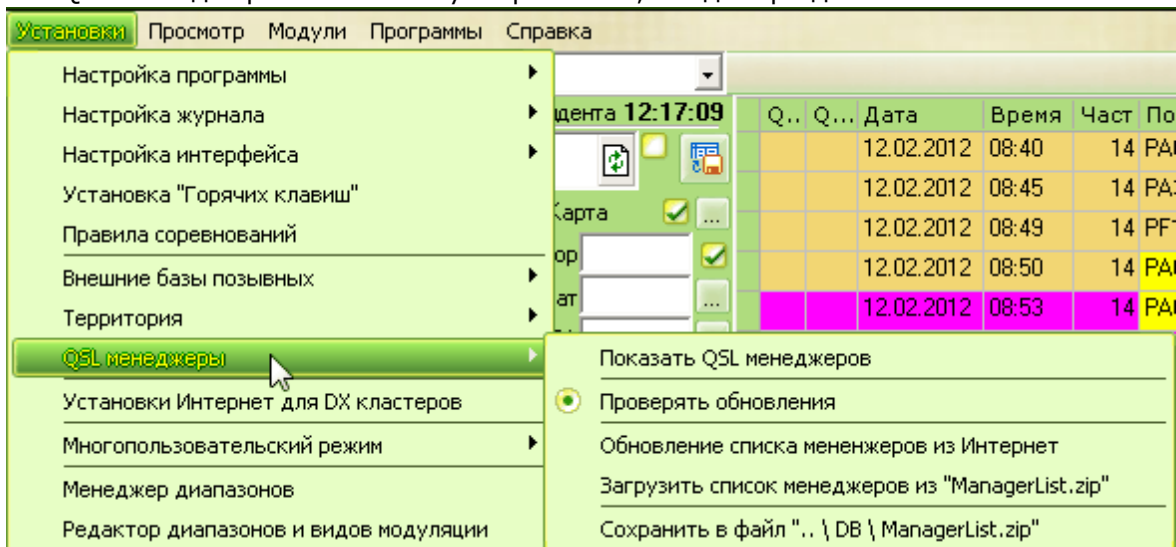 Установки Просмотр Модули Программы Справка
Настройка программы
Настройка журнала
Настройка интерфейса
Установка "Горячих клавиш"
Правила соревнований
Внешние базы позывных
Территория
QSL менеджеры
Установки Интернет для DX кластеров
Многопользовательский режим
Менеджер диапазонов
Редактор диапазонов и видов модуляции
12:17:09
Карта
...
...
Q.. Q... Дата Время Част
12.02.2012 08:40 14
12.02.2012 08:45 14
12.02.2012 08:49 14
12.02.2012 08:50 14
12.02.2012 08:53 14
Показать QSL менеджеров
Проверять обновления
Обновление списка мененжеров из Интернет
Загрузить список менеджеров из "ManagerList.zip"
Сохранить в файл ".. \ DB \ ManagerList.zip"